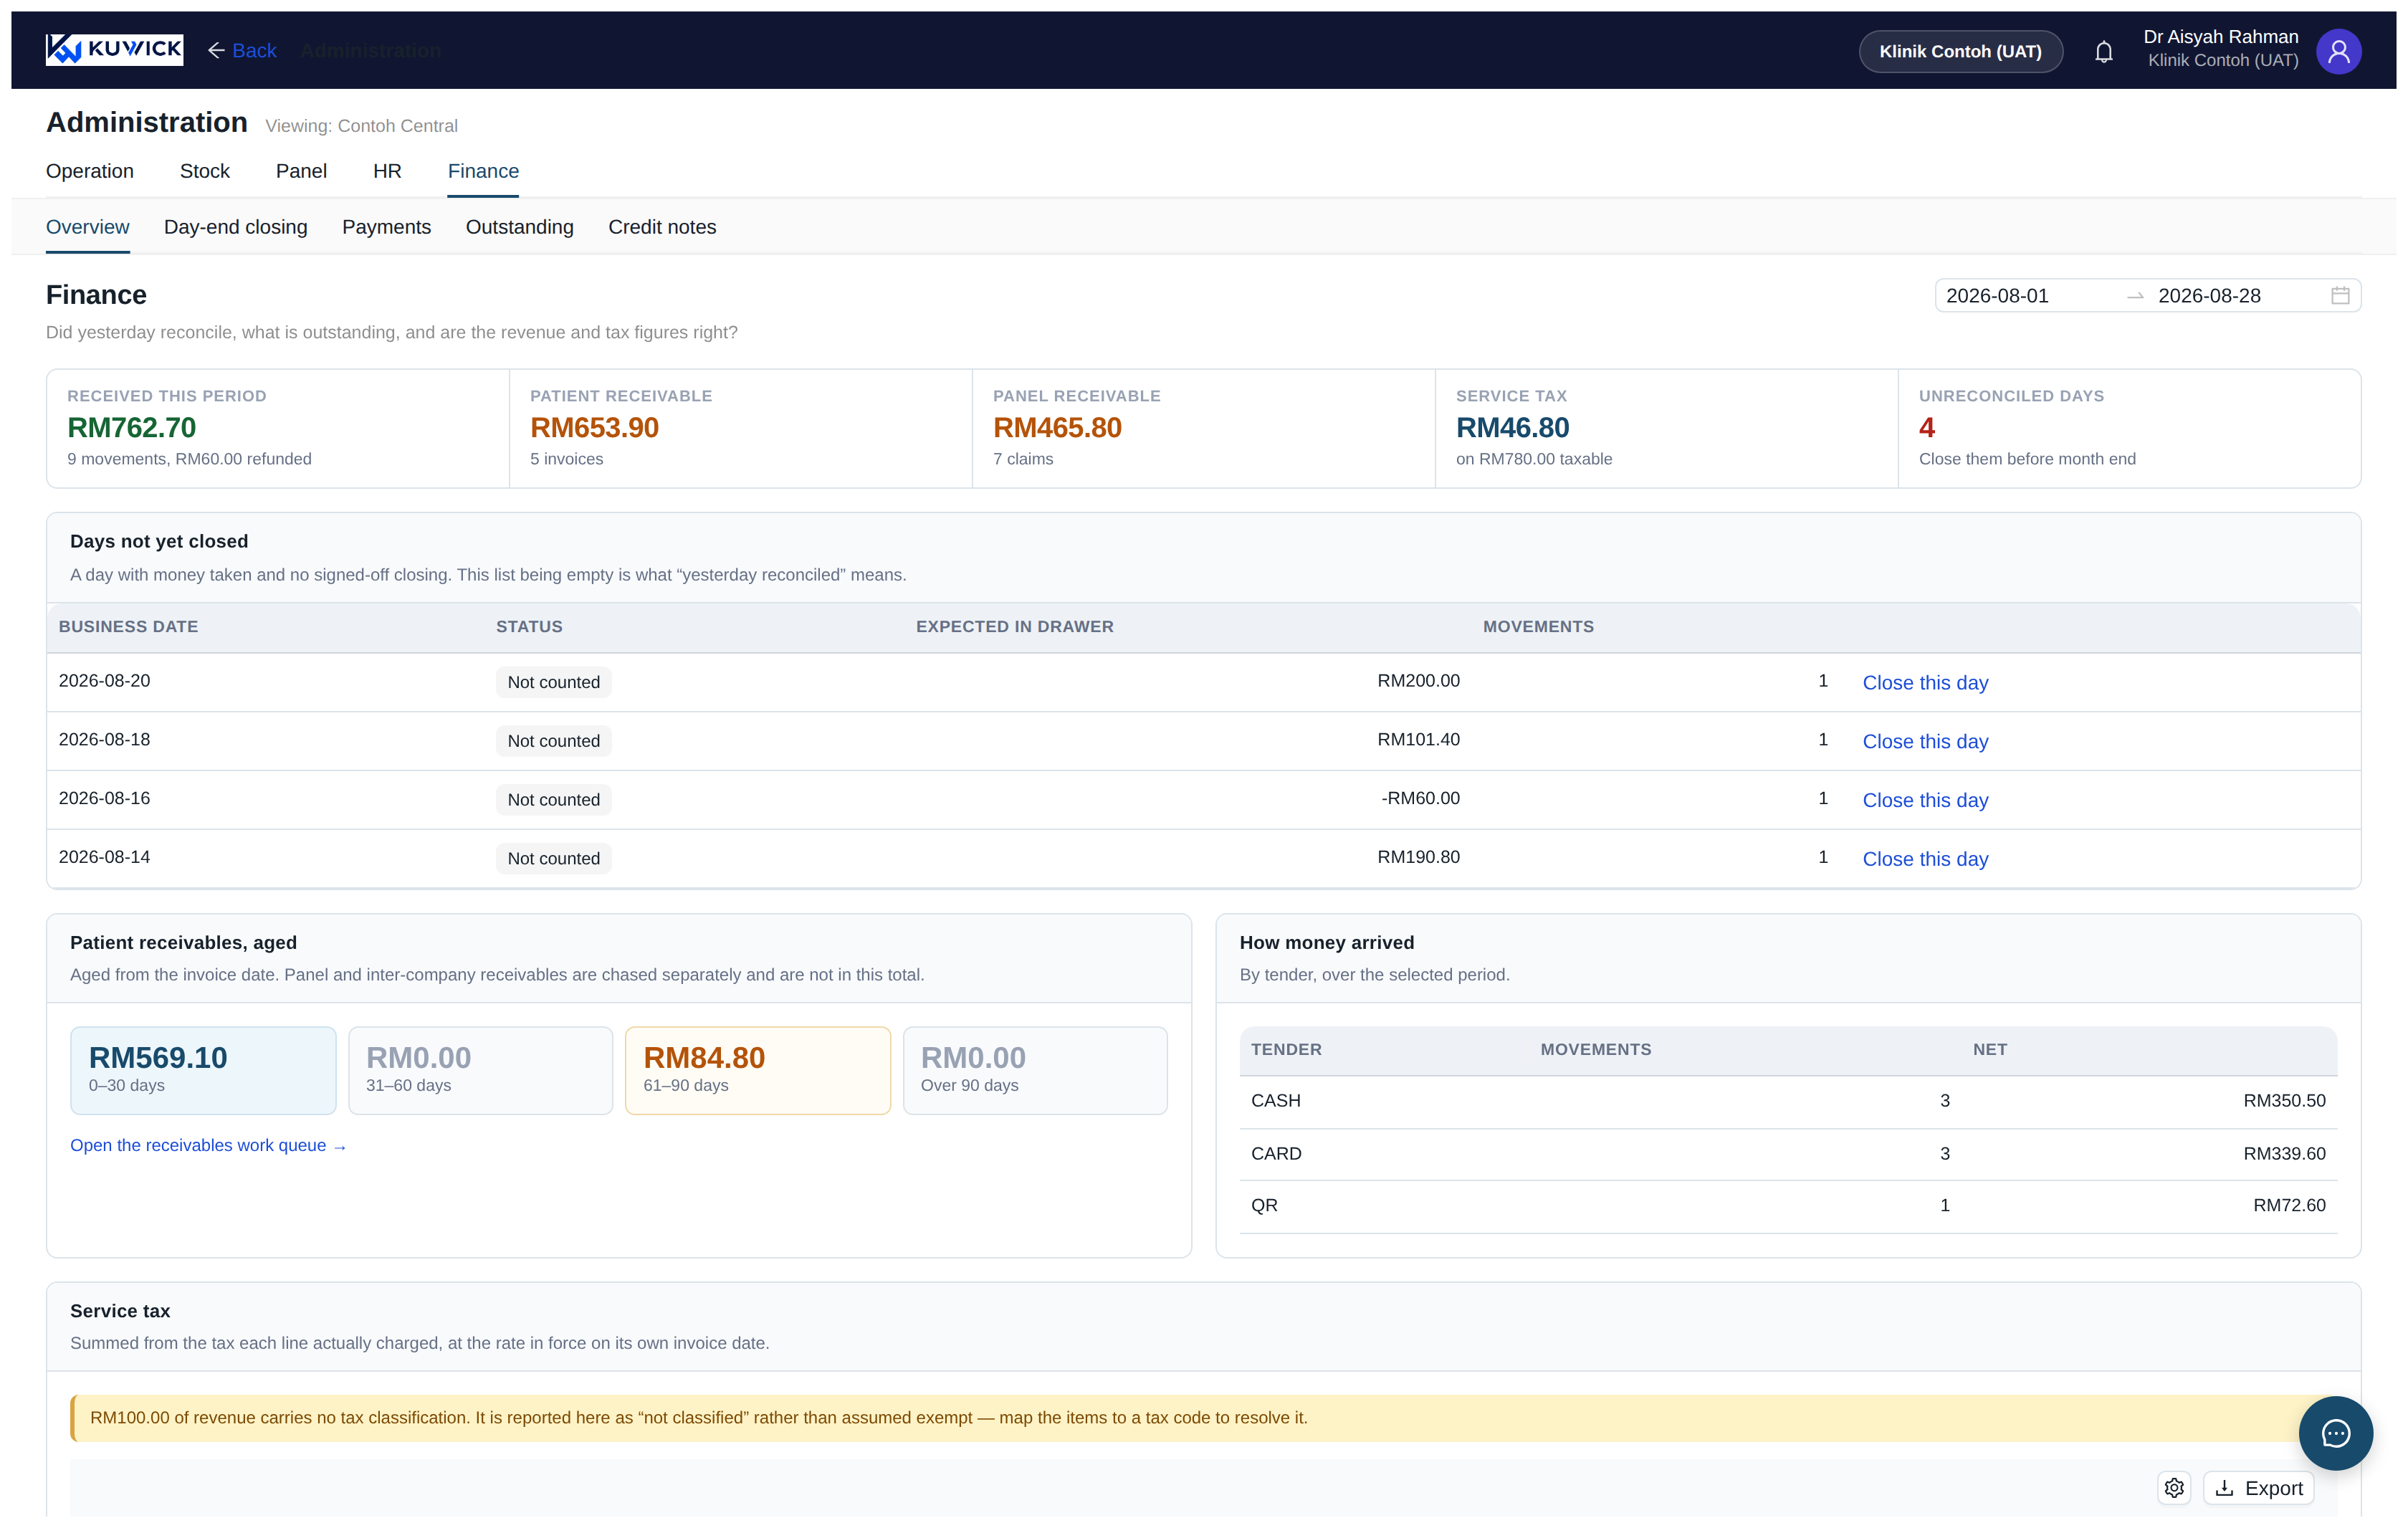 KUWICK
Back
Administration
Klinik Contoh (UAT)
Dr Aisyah Rahman
Klinik Contoh (UAT)
Administration
Viewing: Contoh Central
Operation
Stock
Panel
HR
Finance
Overview
Day-end closing
Payments
Outstanding
Credit notes
Finance
2026-08-01
2026-08-28
Did yesterday reconcile, what is outstanding, and are the revenue and tax figures right?
RECEIVED THIS PERIOD
RM762.70
9 movements, RM60.00 refunded
PATIENT RECEIVABLE
RM653.90
5 invoices
PANEL RECEIVABLE
RM465.80
7 claims
SERVICE TAX
RM46.80
on RM780.00 taxable
UNRECONCILED DAYS
4
Close them before month end
Days not yet closed
A day with money taken and no signed-off closing. This list being empty is what “yesterday reconciled” means.
BUSINESS DATE STATUS EXPECTED IN DRAWER MOVEMENTS
2026-08-20 Not counted RM200.00 1 Close this day
2026-08-18 Not counted RM101.40 1 Close this day
2026-08-16 Not counted -RM60.00 1 Close this day
2026-08-14 Not counted RM190.80 1 Close this day
Patient receivables, aged
Aged from the invoice date. Panel and inter-company receivables are chased separately and are not in this total.
RM569.10
0–30 days
RM0.00
31–60 days
RM84.80
61–90 days
RM0.00
Over 90 days
Open the receivables work queue →
How money arrived
By tender, over the selected period.
TENDER MOVEMENTS NET
CASH 3 RM350.50
CARD 3 RM339.60
QR 1 RM72.60
Service tax
Summed from the tax each line actually charged, at the rate in force on its own invoice date.
RM100.00 of revenue carries no tax classification. It is reported here as “not classified” rather than assumed exempt — map the items to a tax code to resolve it.
Export